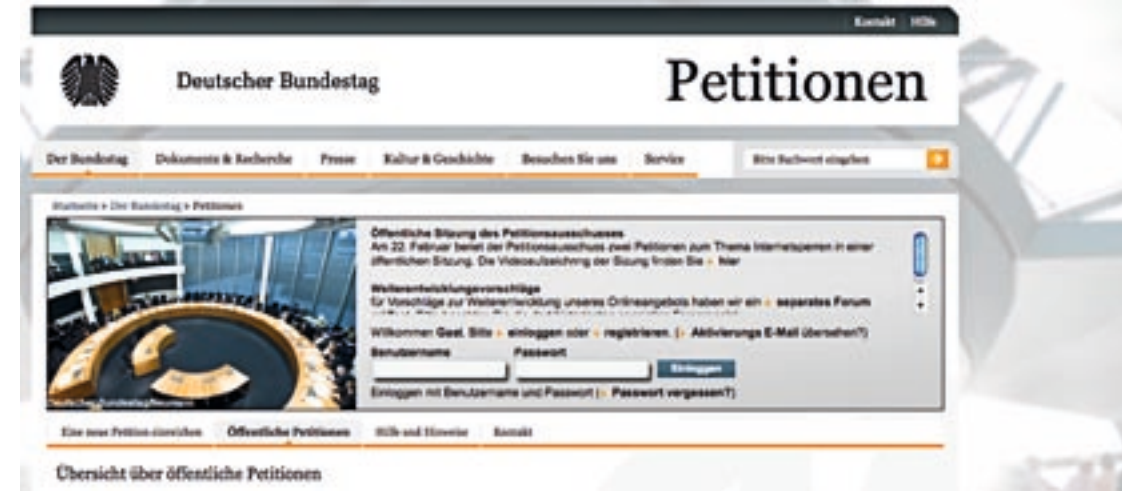 Kontakt Hilfe
Deutscher Bundestag
Petitionen
Der Bundestag Dokumente & Recherche Presse Kultur & Geschichte Besuchen Sie uns Service Bitte Suchwort eingeben
Startseite » Der Bundestag » Petitionen
Öffentliche Sitzung des Petitionsausschusses
Am 22. Februar beriet der Petitionsausschuss zwei Petitionen zum Thema Internetsperren in einer
öffentlichen Sitzung. Die Videoaufzeichnung der Sitzung finden Sie hier
Weiterentwicklungsvorschläge
für Vorschläge zur Weiterentwicklung unseres Onlineangebots haben wir ein separates Forum
Willkommen Gast. Bitte einloggen oder registrieren. ( Aktivierungs E-Mail übersehen?)
Benutzername Passwort
Einloggen
Einloggen mit Benutzername und Passwort ( Passwort vergessen?)
Deutscher Bundestag
Eine neue Petition einreichen Öffentliche Petitionen Hilfe und Hinweise Kontakt
Übersicht über öffentliche Petitionen